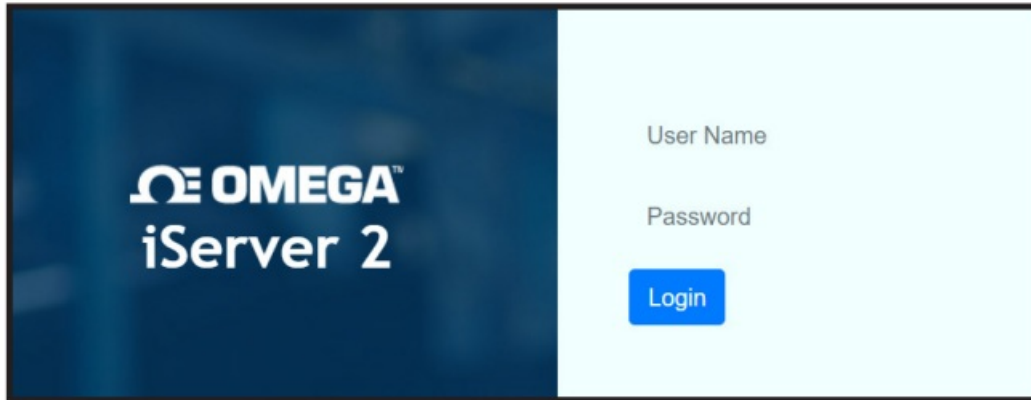 OMEGA™
iServer 2
User Name
Password
Login